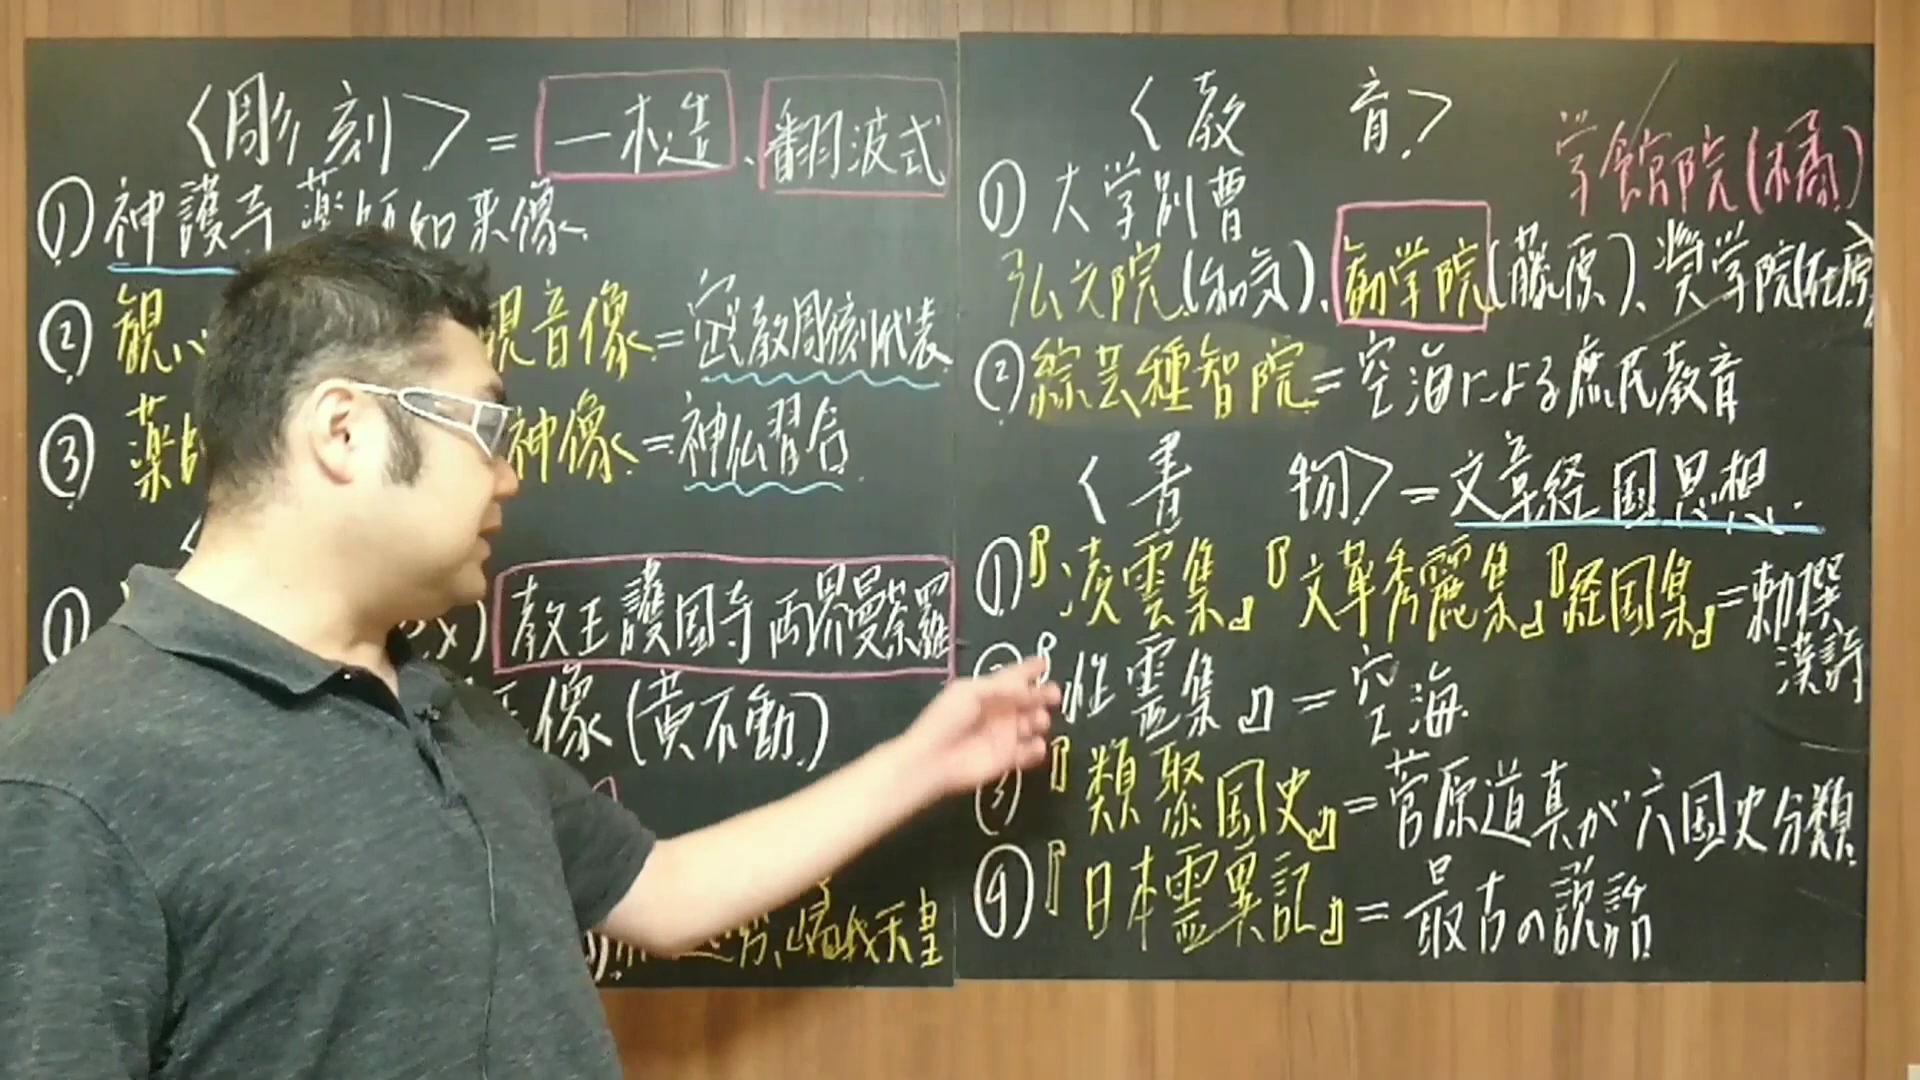 〈彫刻〉=一木造、翻波式
①神護寺薬師如来像
②観心 観音像=密教彫刻代表
③薬師 神像=神仏習合
① 教王護国寺両界曼荼羅
像(黄不動)
嵯峨天皇
〈教育〉
学館院(橘)
①大学別曹
弘文院(和気)、勧学院(藤原)、奨学院(在原)
②綜芸種智院=空海による庶民教育
〈書物〉=文章経国思想
①『凌雲集』『文華秀麗集』『経国集』=勅撰
漢詩
②『性霊集』=空海
③『類聚国史』=菅原道真が六国史分類
④『日本霊異記』=最古の説話